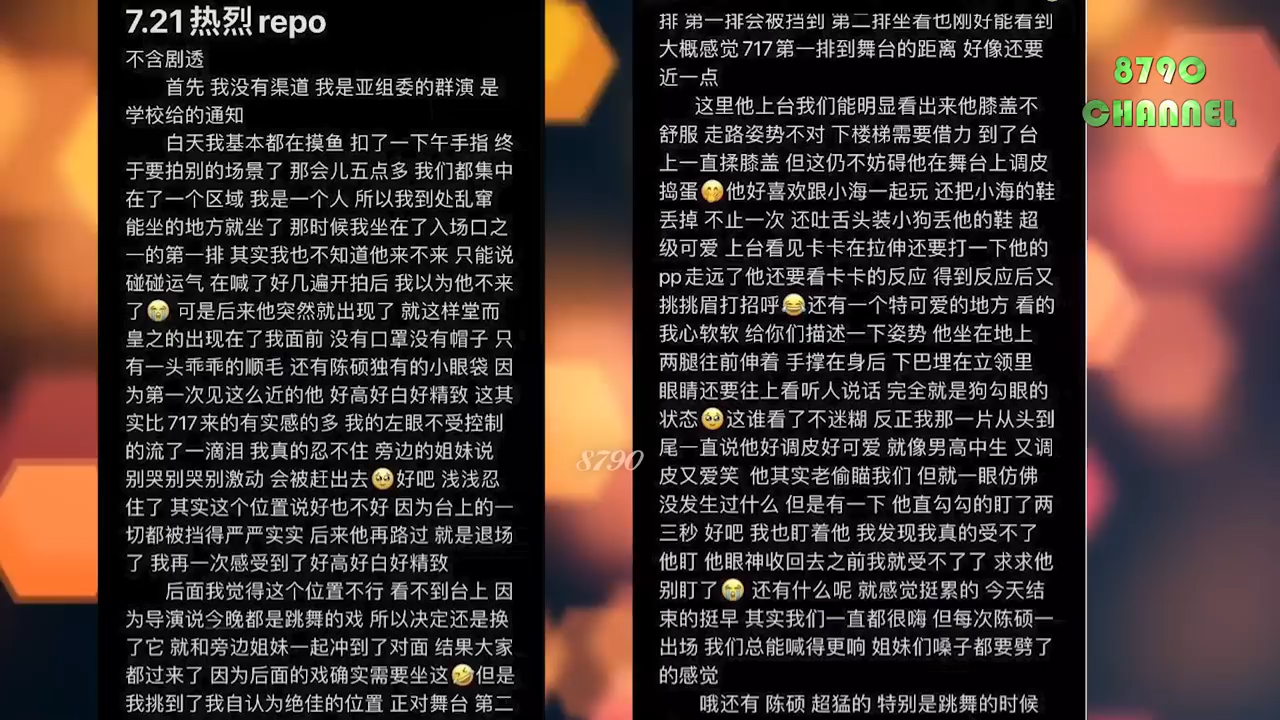 7.21热烈repo
不含剧透
首先 我没有渠道 我是亚组委的群演 是
学校给的通知
白天我基本都在摸鱼 扣了一下午手指 终
于要拍别的场景了 那会儿五点多 我们都集中
在了一个区域 我是一个人 所以我到处乱窜
能坐的地方就坐了 那时候我坐在了入场口之
一的第一排 其实我也不知道他来不来 只能说
碰碰运气 在喊了好几遍开拍后 我以为他不来
了😭 可是后来他突然就出现了 就这样堂而
皇之的出现在了我面前 没有口罩没有帽子 只
有一头乖乖的顺毛 还有陈硕独有的小眼袋 因
为第一次见这么近的他 好高好白好精致 这其
实比717来的有实感的多 我的左眼不受控制
的流了一滴泪 我真的忍不住 旁边的姐妹说
别哭别哭别激动 会被赶出去🥹好吧 浅浅忍
住了 其实这个位置说好也不好 因为台上的一
切都被挡得严严实实 后来他再路过 就是退场
了 我再一次感受到了好高好白好精致
后面我觉得这个位置不行 看不到台上 因
为导演说今晚都是跳舞的戏 所以决定还是换
了它 就和旁边姐妹一起冲到了对面 结果大家
都过来了 因为后面的戏确实需要坐这🤣但是
我挑到了我自认为绝佳的位置 正对舞台 第二
排 第一排会被挡到 第二排坐着也刚好能看到
大概感觉717第一排到舞台的距离 好像还要
近一点
这里他上台我们能明显看出来他膝盖不
舒服 走路姿势不对 下楼梯需要借力 到了台
上一直揉膝盖 但这仍不妨碍他在舞台上调皮
捣蛋🤭他好喜欢跟小海一起玩 还把小海的鞋
丢掉 不止一次 还吐舌头装小狗丢他的鞋 超
级可爱 上台看见卡卡在拉伸还要打一下他的
pp走远了他还要看卡卡的反应 得到反应后又
挑挑眉打招呼😂还有一个特可爱的地方 看的
我心软软 给你们描述一下姿势 他坐在地上
两腿往前伸着 手撑在身后 下巴埋在立领里
眼睛还要往上看听人说话 完全就是狗勾眼的
状态🥹这谁看了不迷糊 反正我那一片从头到
尾一直说他好调皮好可爱 就像男高中生 又调
皮又爱笑 他其实老偷瞄我们 但就一眼仿佛
没发生过什么 但是有一下 他直勾勾的盯了两
三秒 好吧 我也盯着他 我发现我真的受不了
他盯 他眼神收回去之前我就受不了了 求求他
别盯了😭 还有什么呢 就感觉挺累的 今天结
束的挺早 其实我们一直都很嗨 但每次陈硕一
出场 我们总能喊得更响 姐妹们嗓子都要劈了
的感觉
哦还有 陈硕 超猛的 特别是跳舞的时候
8790
CHANNEL
8790